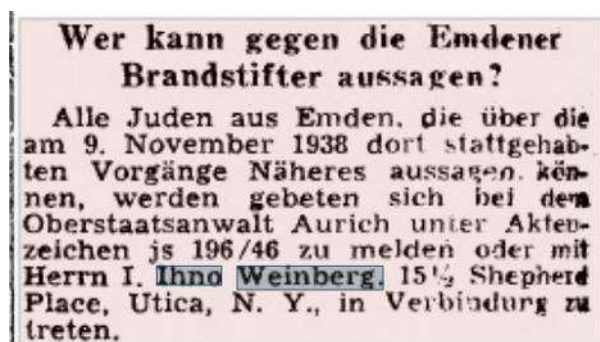 Wer kann gegen die Emdener
Brandstifter aussagen?
Alle Juden aus Emden, die über die
am 9. November 1938 dort stattgehab-
ten Vorgänge Näheres aussagen kön-
nen, werden gebeten sich bei dem
Oberstaatsanwalt Aurich unter Akten-
zeichen js 196/46 zu melden oder mit
Herrn I. Ihno Weinberg, 15½ Shepherd
Place, Utica, N. Y., in Verbindung zu
treten.